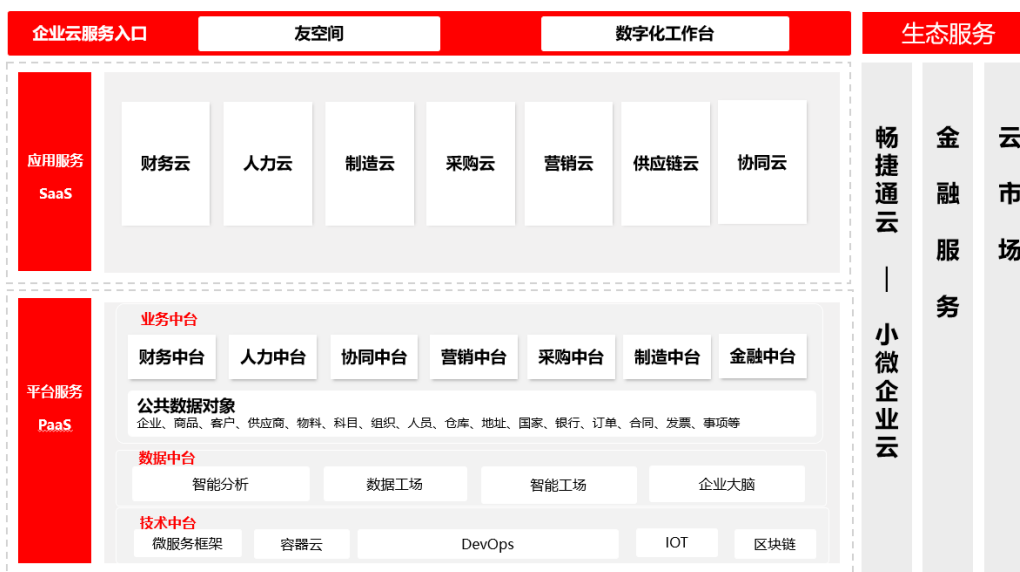 企业云服务入口
友空间
数字化工作台
生态服务
应用服务
SaaS
财务云
人力云
制造云
采购云
营销云
供应链云
协同云
平台服务
PaaS
业务中台
财务中台
人力中台
协同中台
营销中台
采购中台
制造中台
金融中台
公共数据对象
企业、商品、客户、供应商、物料、科目、组织、人员、仓库、地址、国家、银行、订单、合同、发票、事项等
数据中台
智能分析
数据工场
智能工场
企业大脑
技术中台
微服务框架
容器云
DevOps
IOT
区块链
畅捷通云 — 小微企业云
金融服务
云市场